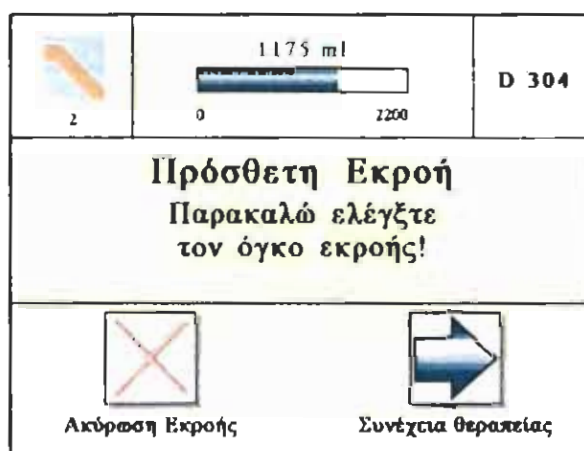 1175 ml
D 304
2
0
2200
Πρόσθετη Εκροή
Παρακαλώ ελέγξτε
τον όγκο εκροής!
Ακύρωση Εκροής
Συνέχεια θεραπείας